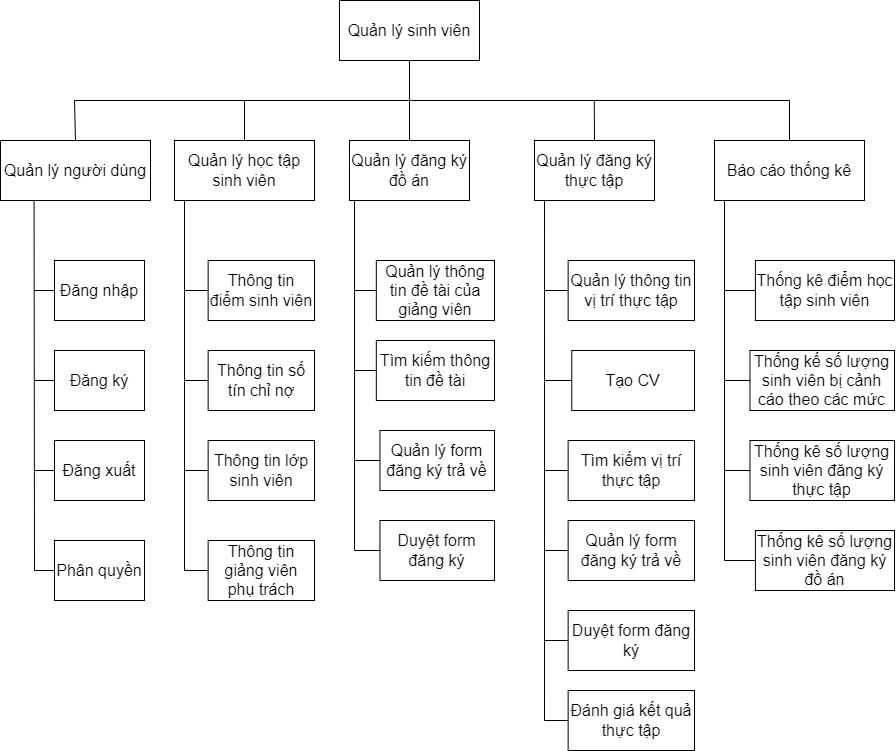 Quản lý sinh viên
Quản lý người dùng
Quản lý học tập
sinh viên
Quản lý đăng ký
đồ án
Quản lý đăng ký
thực tập
Báo cáo thống kê
Đăng nhập
Đăng ký
Đăng xuất
Phân quyền
Thông tin
điểm sinh viên
Thông tin số
tín chỉ nợ
Thông tin lớp
sinh viên
Thông tin
giảng viên
phụ trách
Quản lý thông
tin đề tài của
giảng viên
Tìm kiếm thông
tin đề tài
Quản lý form
đăng ký trả về
Duyệt form
đăng ký
Quản lý thông tin
vị trí thực tập
Tạo CV
Tìm kiếm vị trí
thực tập
Quản lý form
đăng ký trả về
Duyệt form đăng
ký
Đánh giá kết quả
thực tập
Thống kê điểm học
tập sinh viên
Thống kế số lượng
sinh viên bị cảnh
cáo theo các mức
Thống kê số lượng
sinh viên đăng ký
thực tập
Thống kê số lượng
sinh viên đăng ký
đồ án